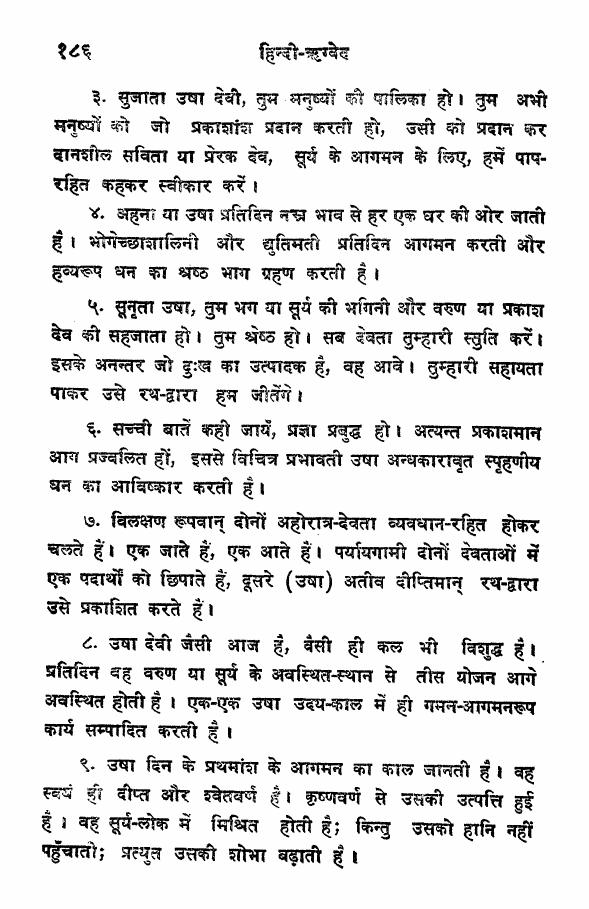 १८६ हिन्दी-ऋग्वेद
३. सुजाता उषा देवी, तुम मनुष्यों की पालिका हो। तुम अभी
मनुष्यों को जो प्रकाशांश प्रदान करती हो, उसी को प्रदान कर
दानशील सविता या प्रेरक देव, सूर्य के आगमन के लिए, हमें पाप-
रहित कहकर स्वीकार करें।
४. अहना या उषा प्रतिदिन नम्र भाव से हर एक घर की ओर जाती
है। भोगेच्छाशालिनी और द्युतिमती प्रतिदिन आगमन करती और
हव्यरूप धन का श्रेष्ठ भाग ग्रहण करती है।
५. सूनृता उषा, तुम भग या सूर्य की भगिनी और वरुण या प्रकाश
देव की सहजाता हो। तुम श्रेष्ठ हो। सब देवता तुम्हारी स्तुति करें।
इसके अनन्तर जो दुःख का उत्पादक है, वह आवे। तुम्हारी सहायता
पाकर उसे रथ-द्वारा हम जीतेंगे।
६. सच्ची बातें कही जायँ, प्रज्ञा प्रबुद्ध हो। अत्यन्त प्रकाशमान
आग प्रज्वलित हों, इससे विचित्र प्रभावती उषा अन्धकारावृत स्पृहणीय
धन का आविष्कार करती है।
७. विलक्षण रूपवान् दोनों अहोरात्र-देवता व्यवधान-रहित होकर
चलते हैं। एक जाते हैं, एक आते हैं। पर्यायगामी दोनों देवताओं में
एक पदार्थों को छिपाते हैं, दूसरे (उषा) अतीव दीप्तिमान् रथ-द्वारा
उसे प्रकाशित करते हैं।
८. उषा देवी जैसी आज है, वैसी ही कल भी विशुद्ध है।
प्रतिदिन वह वरुण या सूर्य के अवस्थित-स्थान से तीस योजन आगे
अवस्थित होती है। एक-एक उषा उदय-काल में ही गमन-आगमनरूप
कार्य सम्पादित करती है।
९. उषा दिन के प्रथमांश के आगमन का काल जानती है। वह
स्वयं ही दीप्त और श्वेतवर्ण है। कृष्णवर्ण से उसकी उत्पत्ति हुई
है। वह सूर्य-लोक में मिश्रित होती है; किन्तु उसको हानि नहीं
पहुँचाती; प्रत्युत उसकी शोभा बढ़ाती है।